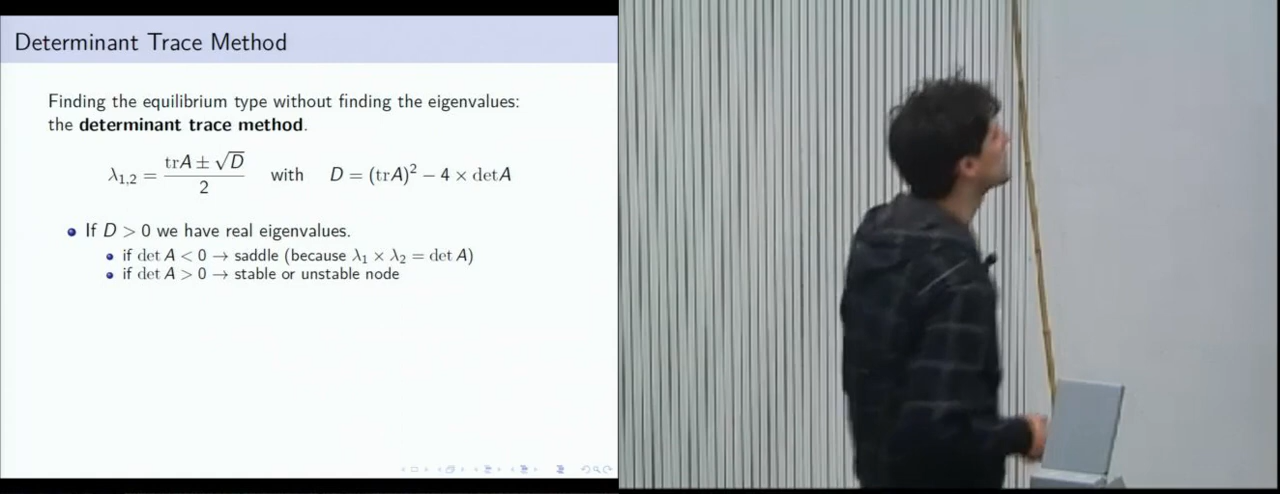 Determinant Trace Method
Finding the equilibrium type without finding the eigenvalues:
the determinant trace method.
λ₁,₂ = (trA ± √D) / 2 with D = (trA)² − 4 × detA
If D > 0 we have real eigenvalues.
if det A < 0 → saddle (because λ₁ × λ₂ = det A)
if det A > 0 → stable or unstable node